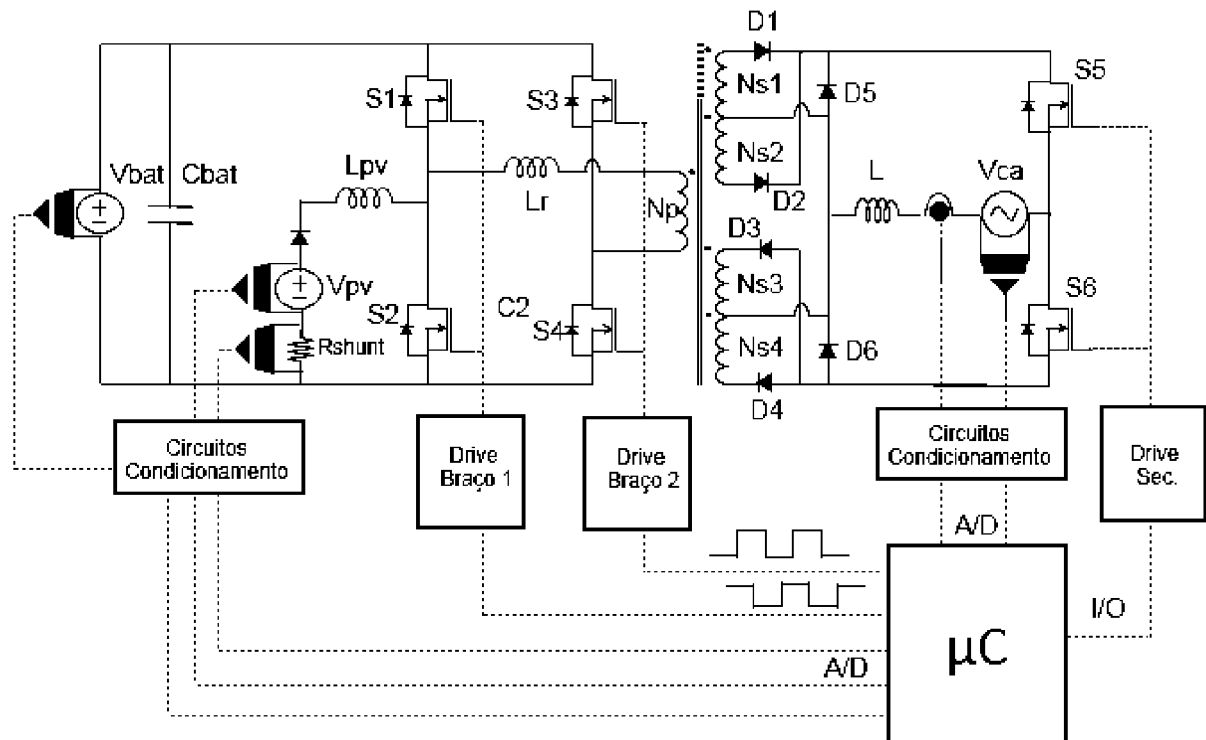 D1
S1
S3
Ns1
D5
S5
Vbat
Cbat
Lpv
Lr
Np
Ns2
D2
L
Vca
D3
Vpv
Ns3
S2
C2
S4
S6
Rshunt
Ns4
D6
D4
Circuitos
Condicionamento
Drive
Braço 1
Drive
Braço 2
Circuitos
Condicionamento
Drive
Sec.
A/D
I/O
µC
A/D